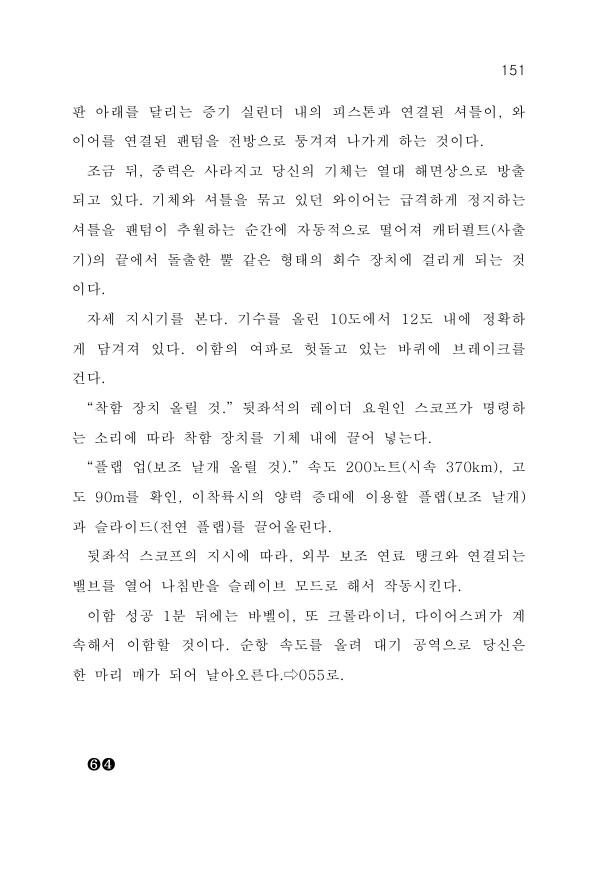 151
판 아래를 달리는 증기 실린더 내의 피스톤과 연결된 셔틀이, 와
이어를 연결된 팬텀을 전방으로 퉁겨져 나가게 하는 것이다.
조금 뒤, 중력은 사라지고 당신의 기체는 열대 해면상으로 방출
되고 있다. 기체와 셔틀을 묶고 있던 와이어는 급격하게 정지하는
셔틀을 팬텀이 추월하는 순간에 자동적으로 떨어져 캐터펄트(사출
기)의 끝에서 돌출한 뿔 같은 형태의 회수 장치에 걸리게 되는 것
이다.
자세 지시기를 본다. 기수를 올린 10도에서 12도 내에 정확하
게 담겨져 있다. 이함의 여파로 헛돌고 있는 바퀴에 브레이크를
건다.
“착함 장치 올릴 것.” 뒷좌석의 레이더 요원인 스코프가 명령하
는 소리에 따라 착함 장치를 기체 내에 끌어 넣는다.
“플랩 업(보조 날개 올릴 것).” 속도 200노트(시속 370km), 고
도 90m를 확인, 이착륙시의 양력 증대에 이용할 플랩(보조 날개)
과 슬라이드(전연 플랩)를 끌어올린다.
뒷좌석 스코프의 지시에 따라, 외부 보조 연료 탱크와 연결되는
밸브를 열어 나침반을 슬레이브 모드로 해서 작동시킨다.
이함 성공 1분 뒤에는 바벨이, 또 크롤라이너, 다이어스퍼가 계
속해서 이함할 것이다. 순항 속도를 올려 대기 공역으로 당신은
한 마리 매가 되어 날아오른다.⇨055로.
❻❹